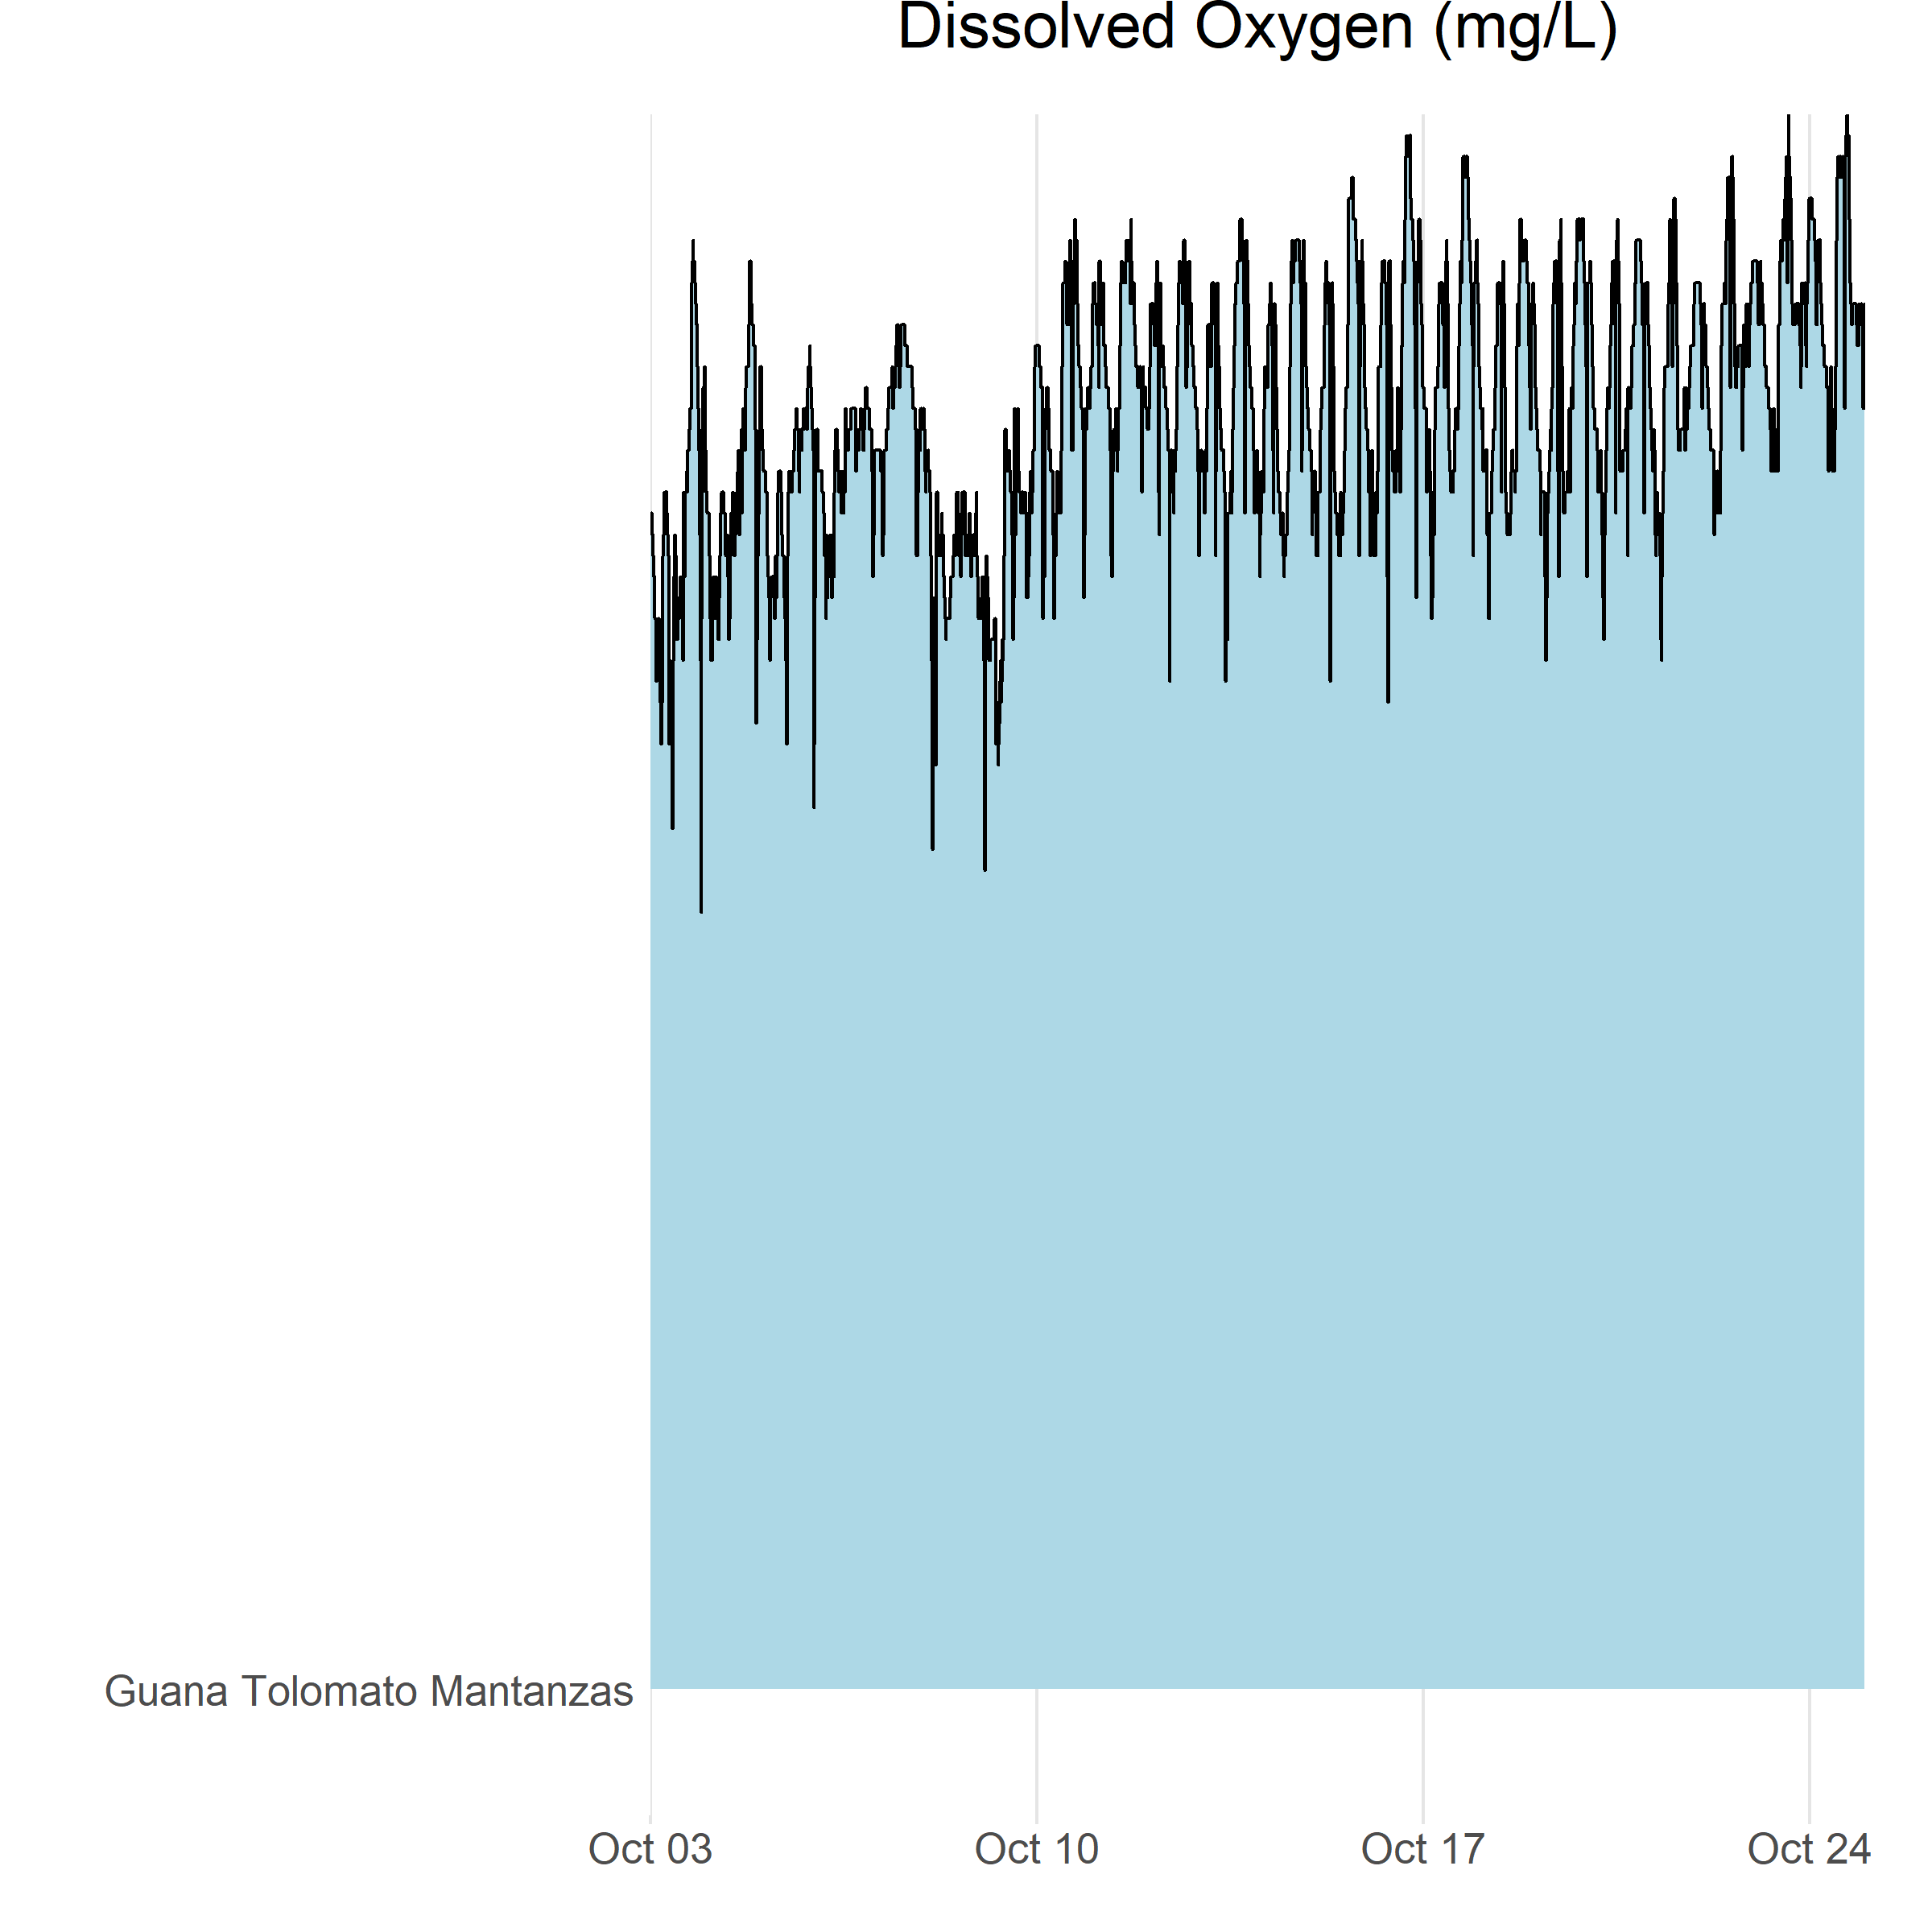 Dissolved Oxygen (mg/L)
Guana Tolomato Mantanzas
Oct 03
Oct 10
Oct 17
Oct 24